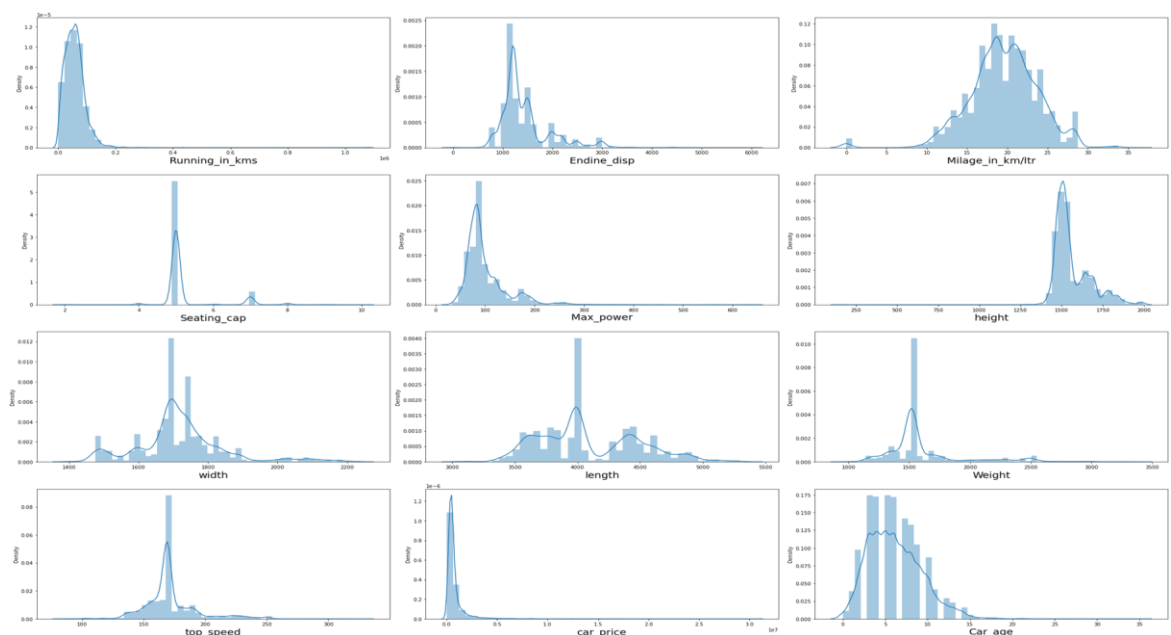 1e-5
Density
1.2
1.0
0.8
0.6
0.4
0.2
0.0
0.0 0.2 0.4 0.6 0.8 1.0
1e6
Running_in_kms
Density
0.0025
0.0020
0.0015
0.0010
0.0005
0.0000
0 1000 2000 3000 4000 5000 6000
Endine_disp
Density
0.12
0.10
0.08
0.06
0.04
0.02
0.00
0 5 10 15 20 25 30 35
Milage_in_km/ltr
Density
5
4
3
2
1
0
2 4 6 8 10
Seating_cap
Density
0.025
0.020
0.015
0.010
0.005
0.000
0 100 200 300 400 500 600
Max_power
Density
0.007
0.006
0.005
0.004
0.003
0.002
0.001
0.000
250 500 750 1000 1250 1500 1750 2000
height
Density
0.012
0.010
0.008
0.006
0.004
0.002
0.000
1400 1600 1800 2000 2200
width
Density
0.0040
0.0035
0.0030
0.0025
0.0020
0.0015
0.0010
0.0005
0.0000
3000 3500 4000 4500 5000 5500
length
Density
0.010
0.008
0.006
0.004
0.002
0.000
1000 1500 2000 2500 3000 3500
Weight
Density
0.08
0.06
0.04
0.02
0.00
100 150 200 250 300
top_speed
1e-6
Density
1.2
1.0
0.8
0.6
0.4
0.2
0.0
0.0 0.5 1.0 1.5 2.0 2.5 3.0
1e7
car_price
Density
0.175
0.150
0.125
0.100
0.075
0.050
0.025
0.000
0 5 10 15 20 25 30 35
Car_age